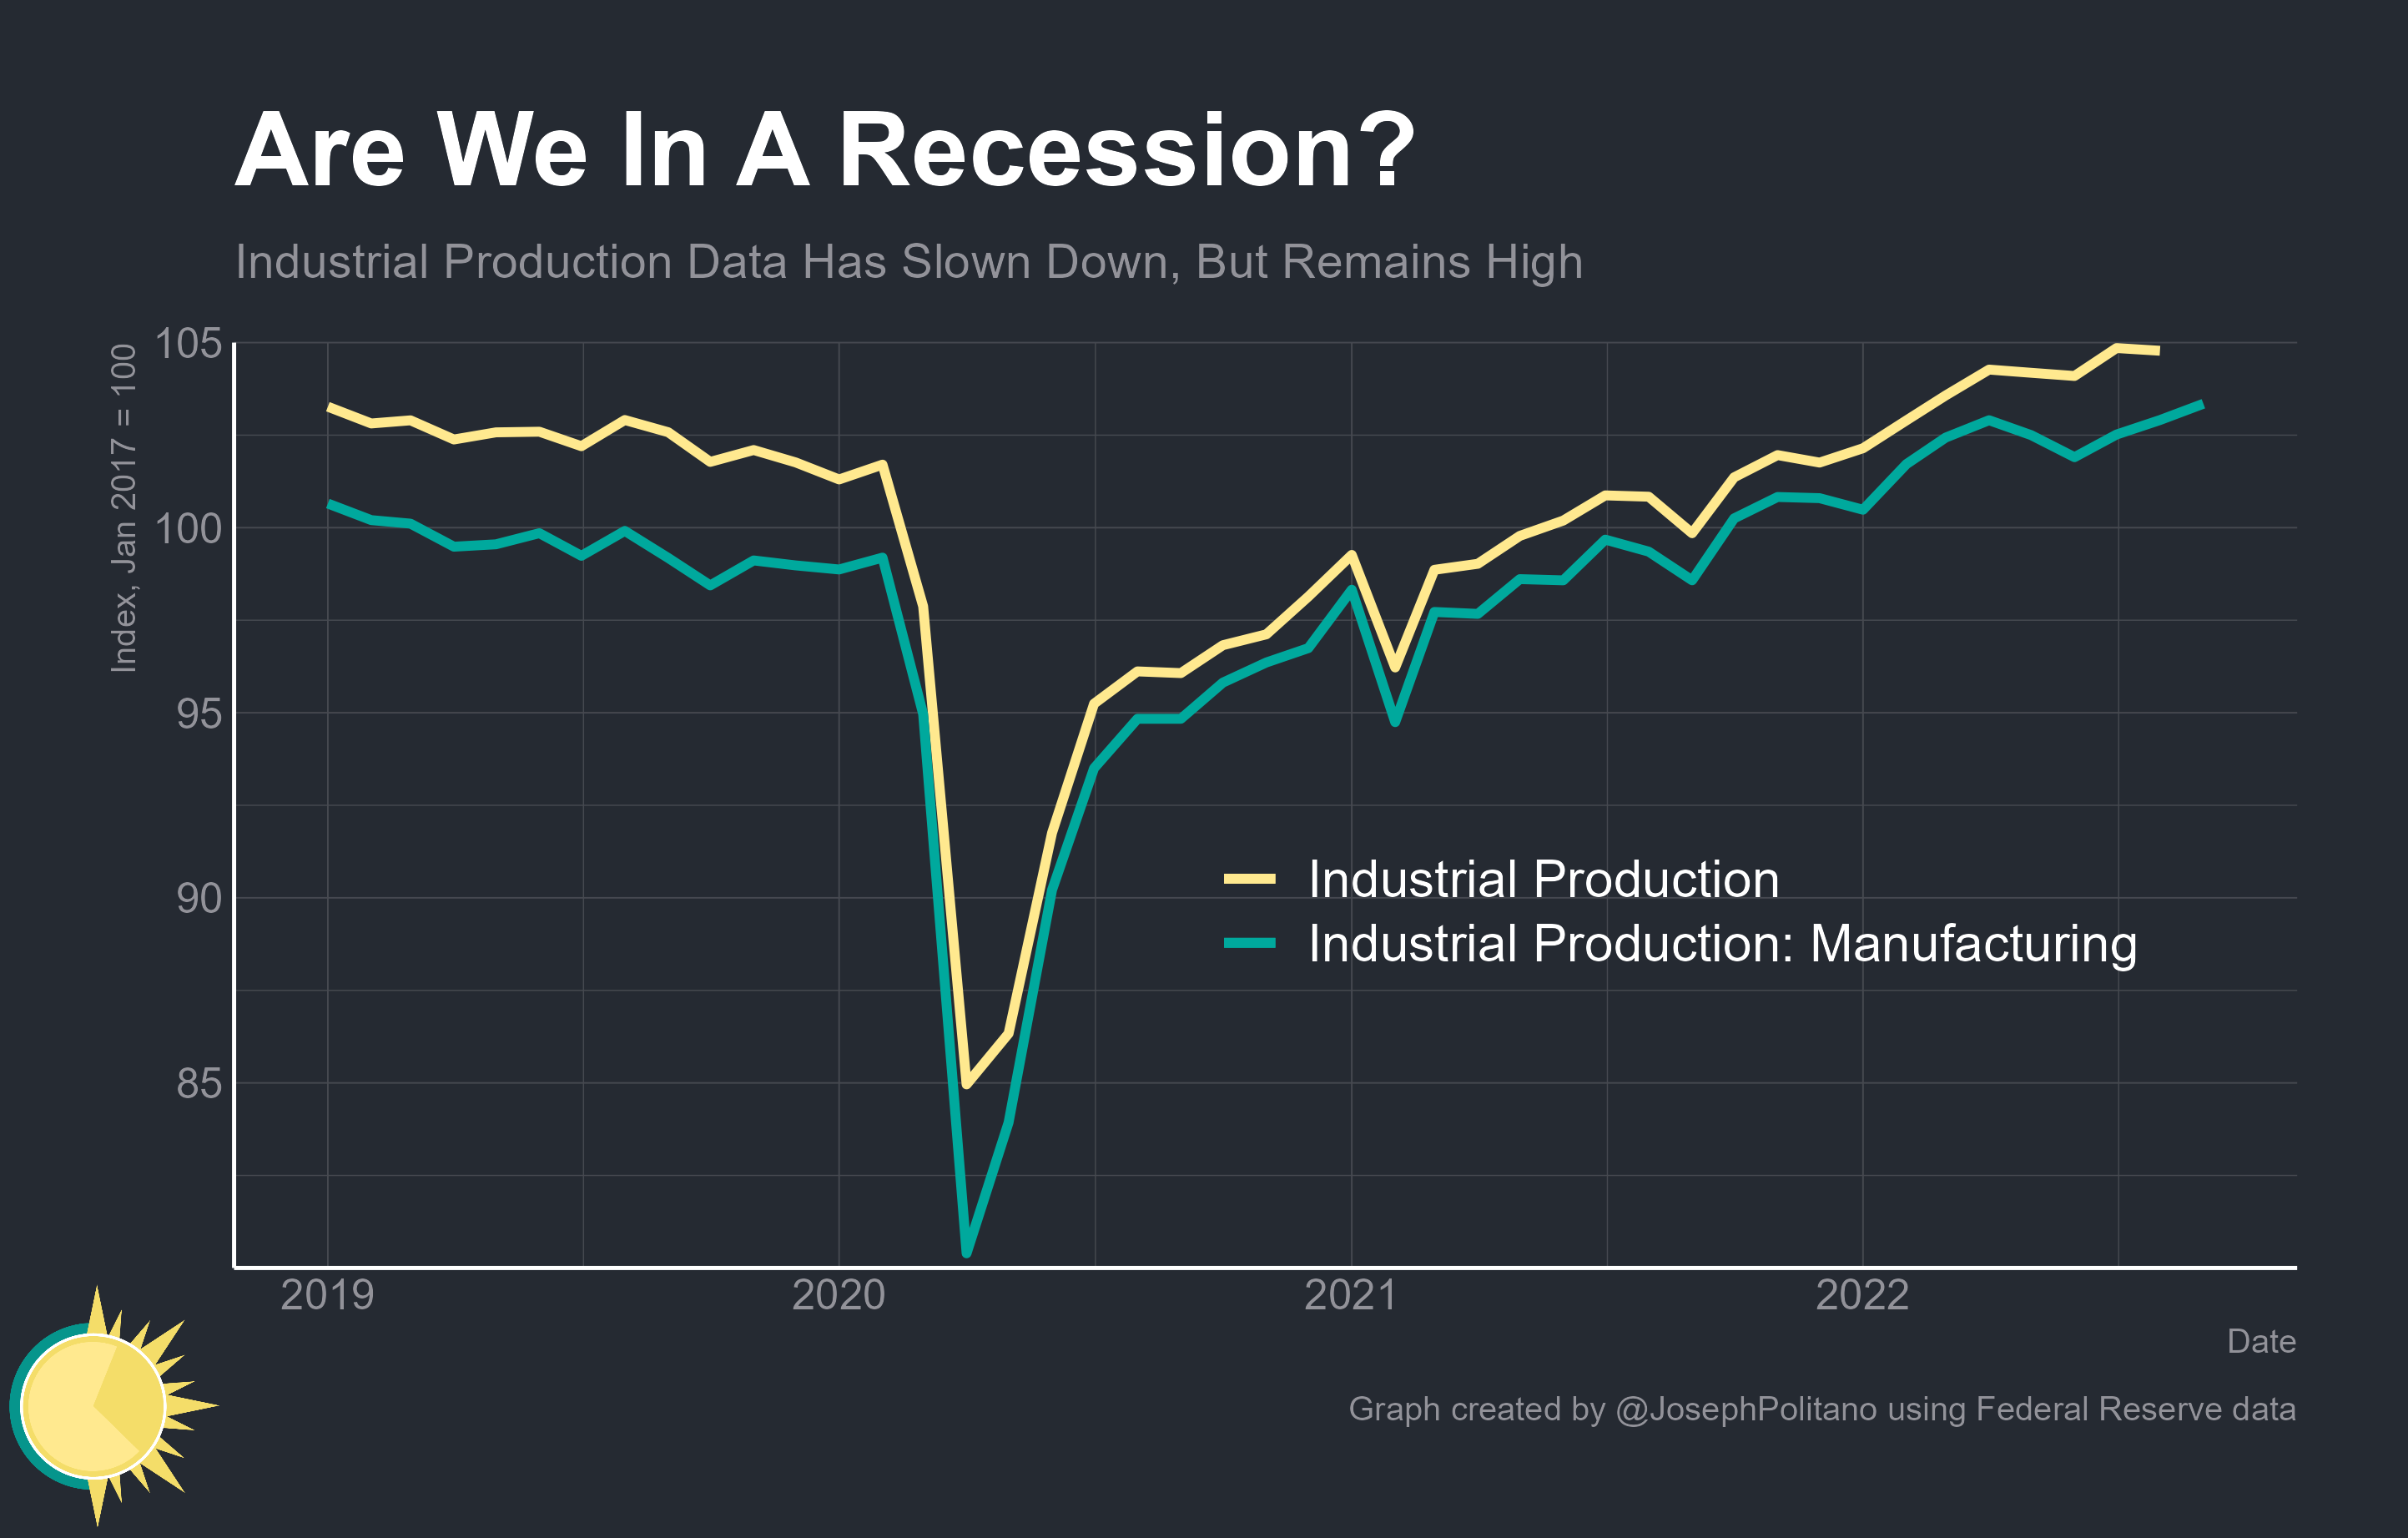 Are We In A Recession?
Industrial Production Data Has Slown Down, But Remains High
Index, Jan 2017 = 100
105
100
95
90
85
Industrial Production
Industrial Production: Manufacturing
2019
2020
2021
2022
Date
Graph created by @JosephPolitano using Federal Reserve data